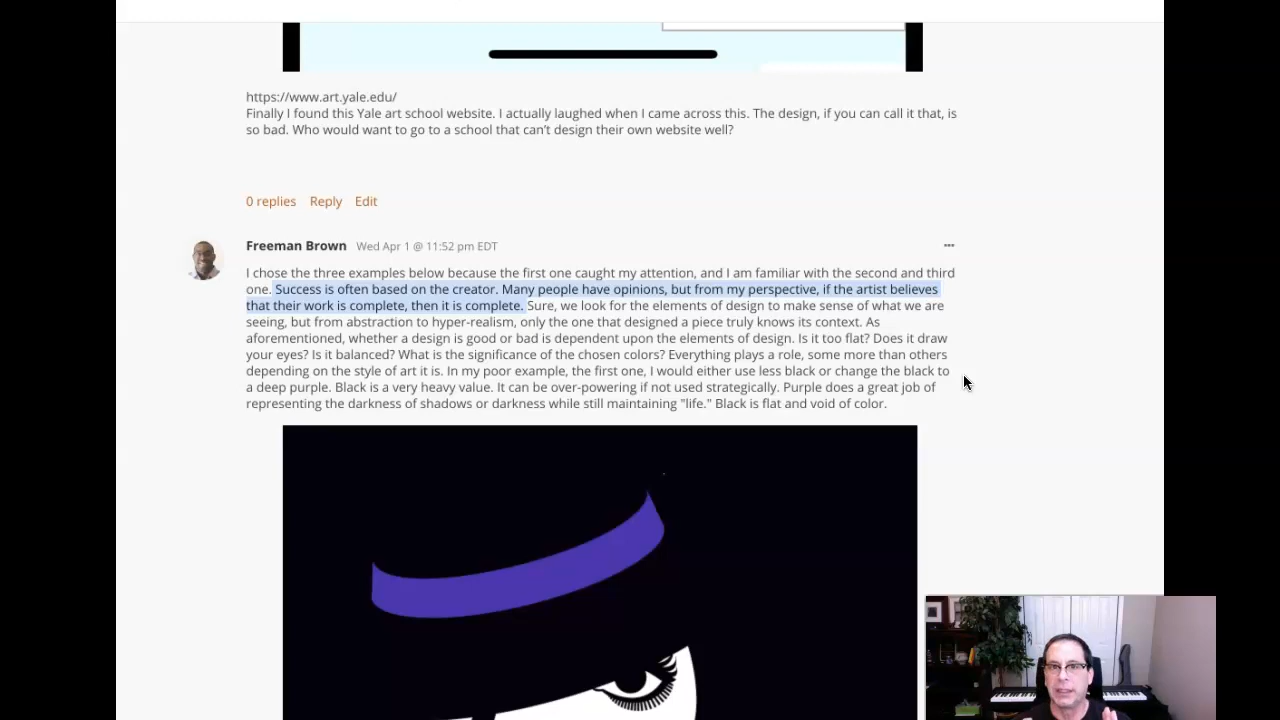 https://www.art.yale.edu/
Finally I found this Yale art school website. I actually laughed when I came across this. The design, if you can call it that, is
so bad. Who would want to go to a school that can't design their own website well?
0 replies Reply Edit
Freeman Brown Wed Apr 1 @ 11:52 pm EDT
I chose the three examples below because the first one caught my attention, and I am familiar with the second and third
one. Success is often based on the creator. Many people have opinions, but from my perspective, if the artist believes
that their work is complete, then it is complete. Sure, we look for the elements of design to make sense of what we are
seeing, but from abstraction to hyper-realism, only the one that designed a piece truly knows its context. As
aforementioned, whether a design is good or bad is dependent upon the elements of design. Is it too flat? Does it draw
your eyes? Is it balanced? What is the significance of the chosen colors? Everything plays a role, some more than others
depending on the style of art it is. In my poor example, the first one, I would either use less black or change the black to
a deep purple. Black is a very heavy value. It can be over-powering if not used strategically. Purple does a great job of
representing the darkness of shadows or darkness while still maintaining "life." Black is flat and void of color.